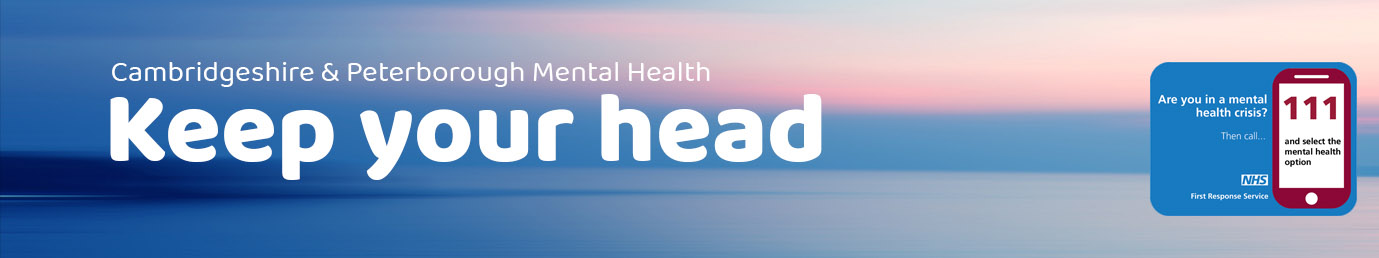 Cambridgeshire & Peterborough Mental Health
Keep your head
Are you in a mental
health crisis?
Then call...
NHS
First Response Service
111
and select the
mental health
option